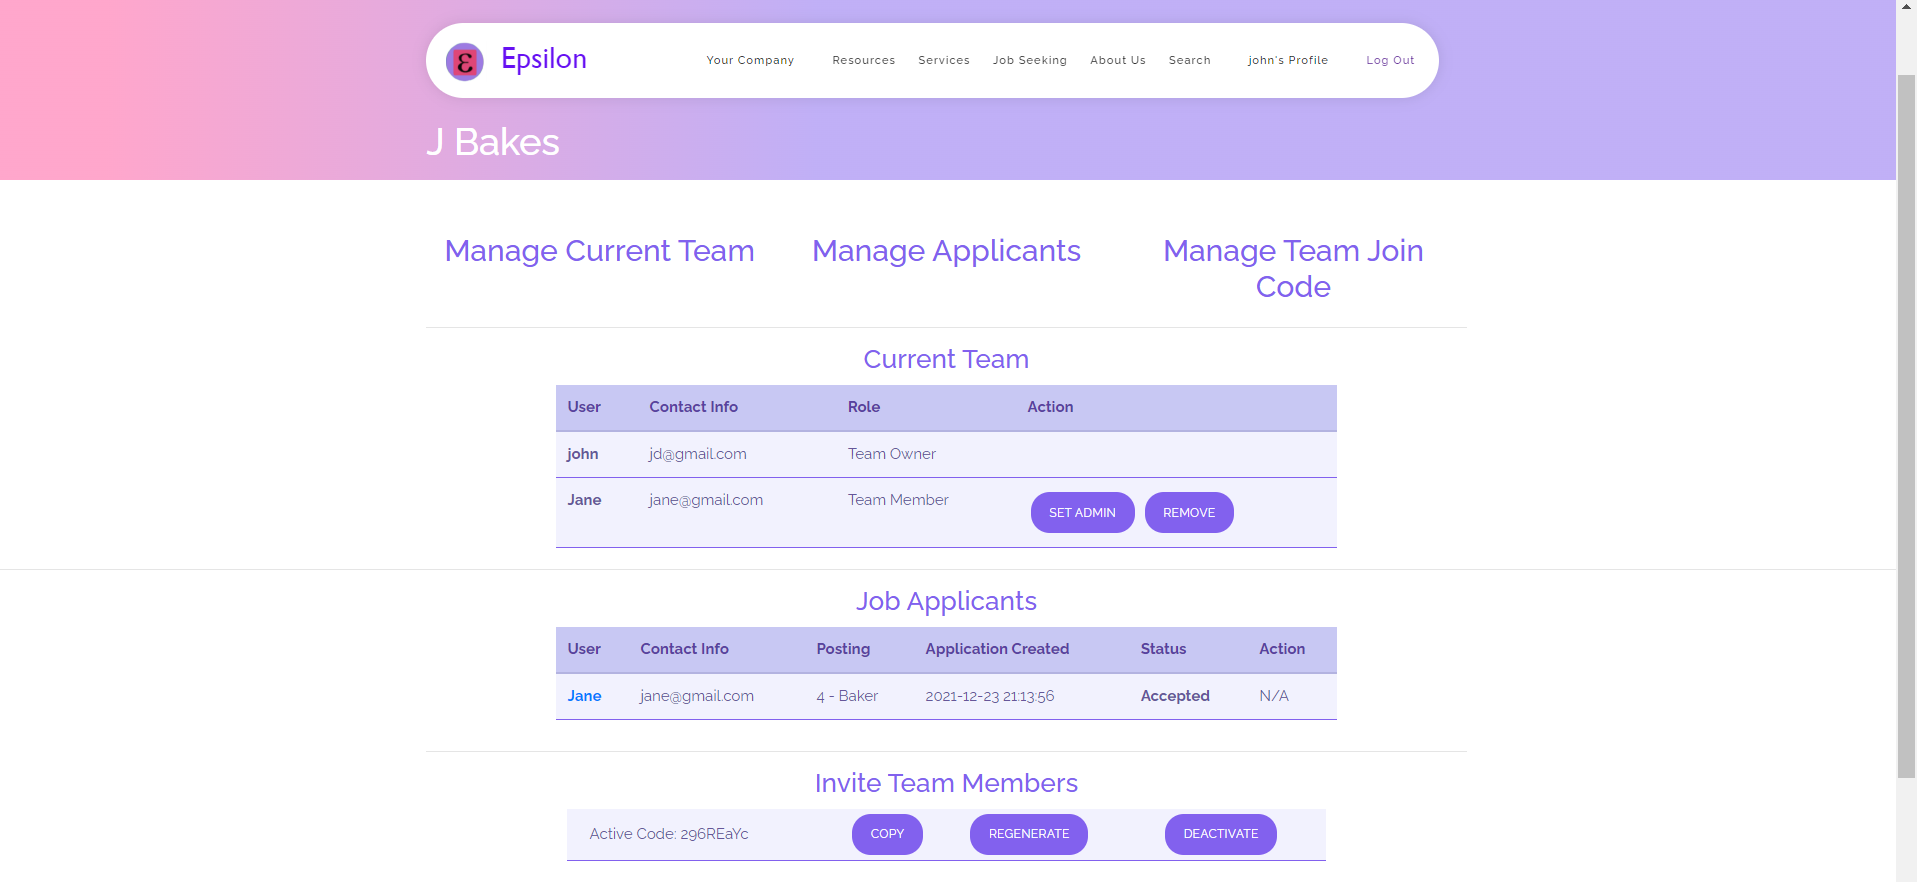 ε Epsilon Your Company Resources Services Job Seeking About Us Search john's Profile Log Out
J Bakes
Manage Current Team Manage Applicants Manage Team Join
Code
Current Team
User Contact Info Role Action
john jd@gmail.com Team Owner
Jane jane@gmail.com Team Member SET ADMIN REMOVE
Job Applicants
User Contact Info Posting Application Created Status Action
Jane jane@gmail.com 4 - Baker 2021-12-23 21:13:56 Accepted N/A
Invite Team Members
Active Code: 296REaYc COPY REGENERATE DEACTIVATE